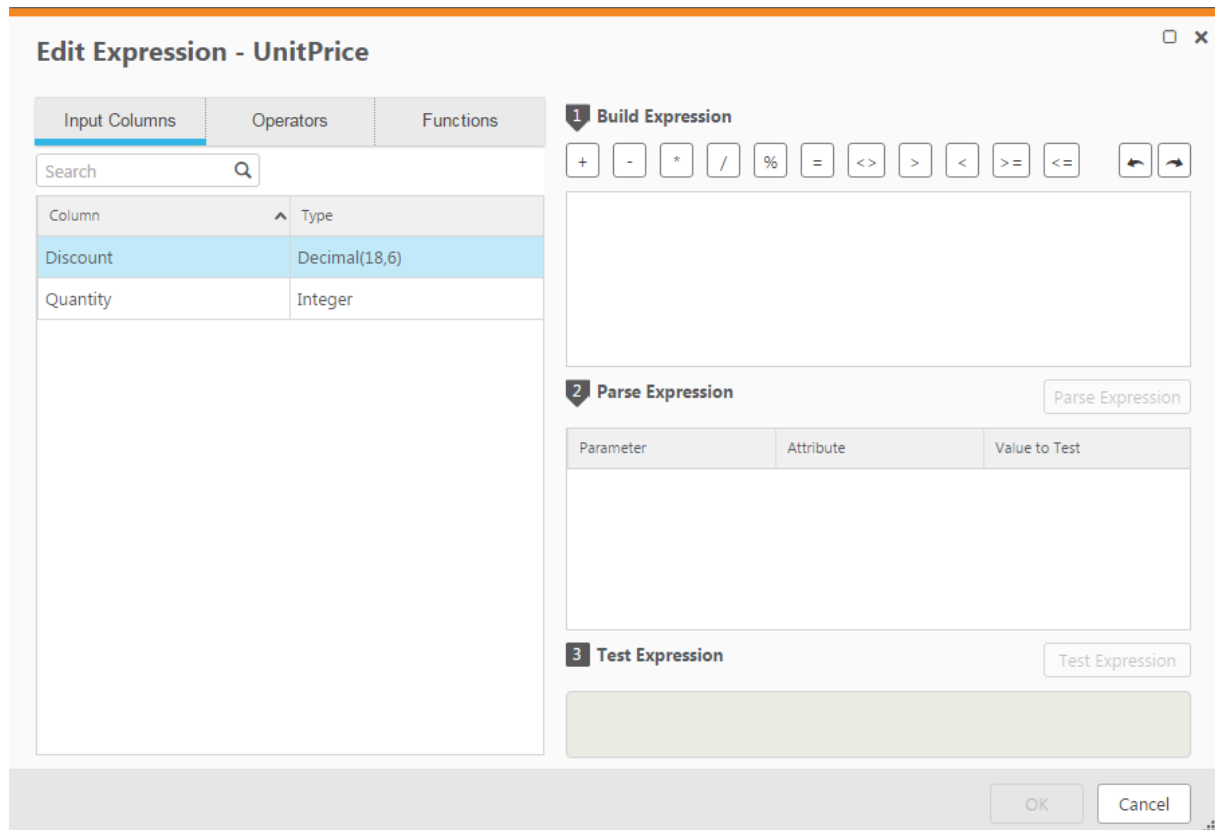 Edit Expression - UnitPrice
Input Columns Operators Functions
Search
Column Type
Discount Decimal(18,6)
Quantity Integer
1 Build Expression
+ - * / % = <> > < >= <=
2 Parse Expression Parse Expression
Parameter Attribute Value to Test
3 Test Expression Test Expression
OK Cancel